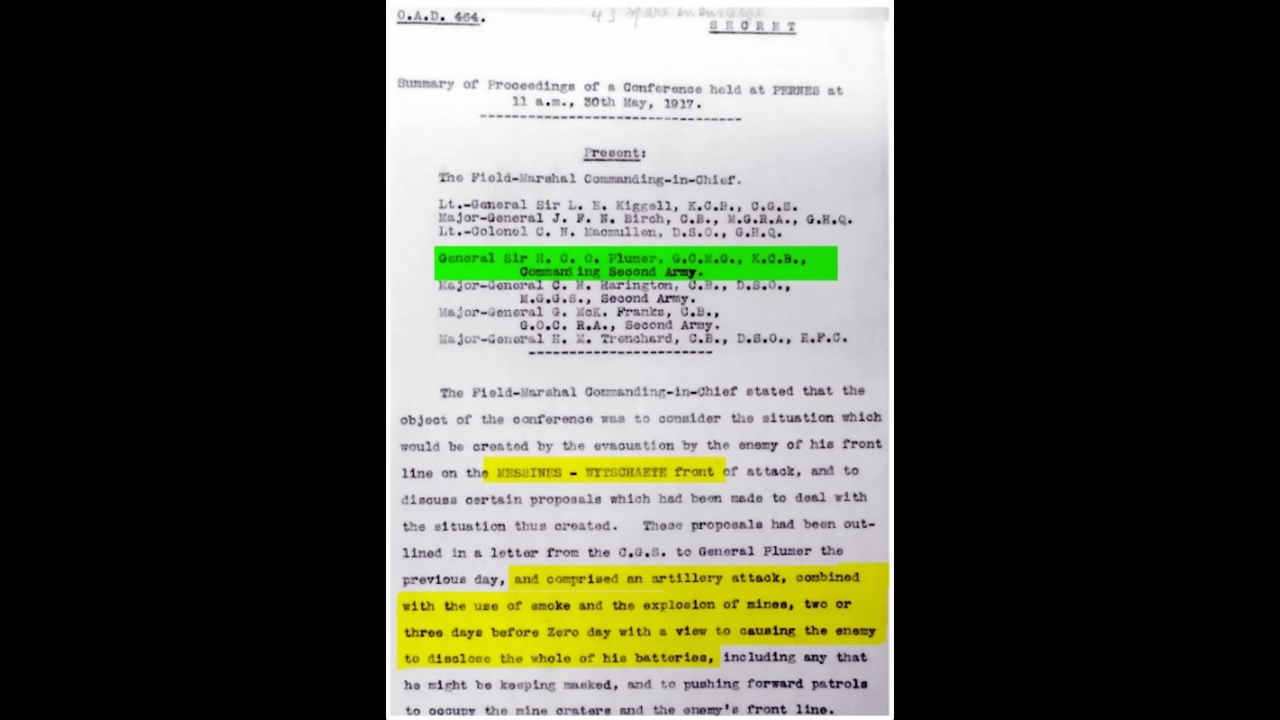 O.A.D. 464.
SECRET
Summary of Proceedings of a Conference held at PERNES at
11 a.m., 30th May, 1917.
Present:
The Field-Marshal Commanding-in-Chief.
Lt.-General Sir L. E. Kiggell, K.C.B., C.G.S.
Major-General J. F. N. Birch, C.B., M.G.R.A., G.H.Q.
Lt.-Colonel C. N. Macmullen, D.S.O., G.H.Q.
General Sir H. C. O. Plumer, G.C.M.G., K.C.B.,
Commanding Second Army.
Major-General C. H. Harington, C.B., D.S.O.,
M.G.G.S., Second Army.
Major-General G. McK. Franks, C.B.,
G.O.C. R.A., Second Army.
Major-General H. M. Trenchard, C.B., D.S.O., R.F.C.
The Field-Marshal Commanding-in-Chief stated that the
object of the conference was to consider the situation which
would be created by the evacuation by the enemy of his front
line on the MESSINES - WYTSCHAETE front of attack, and to
discuss certain proposals which had been made to deal with
the situation thus created. These proposals had been out-
lined in a letter from the C.G.S. to General Plumer the
previous day, and comprised an artillery attack, combined
with the use of smoke and the explosion of mines, two or
three days before Zero day with a view to causing the enemy
to disclose the whole of his batteries, including any that
he might be keeping masked, and to pushing forward patrols
to occupy the mine craters and the enemy's front line.